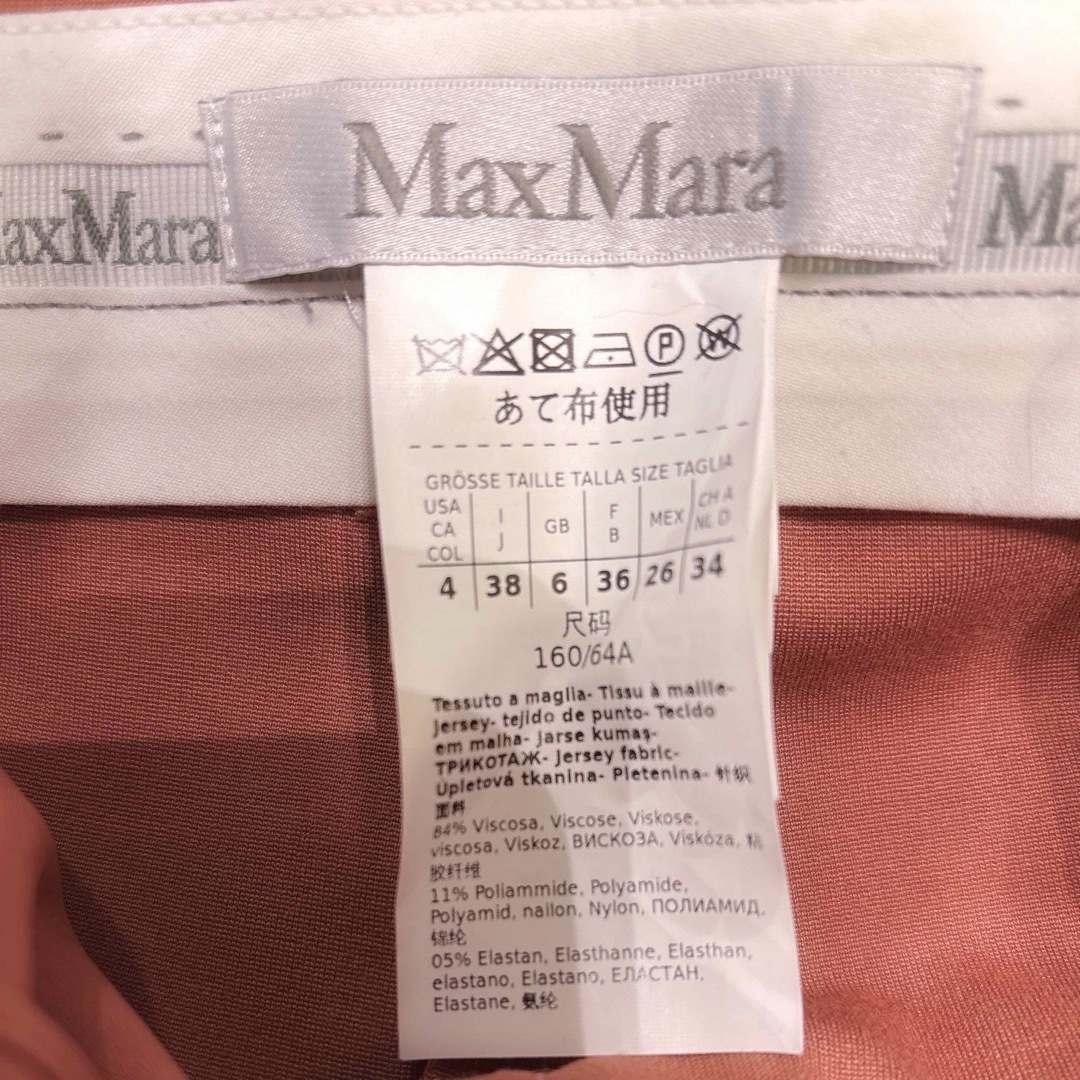 MaxMara
axMara
Ma
あて布使用
GRÖSSE TAILLE TALLA SIZE TAGLIA
USA CA COL
I J
GB
F B
MEX
CH A NL D
4 38 6 36 26 34
尺码
160/64A
Tessuto a maglia- Tissu à maille-
Jersey- tejido de punto- Tecido
em malha- Jarse kumaş-
ТРИКОТАЖ- Jersey fabric-
Úpletová tkanina- Pletenina- 针织
面料
84% Viscosa, Viscose, Viskose,
viscosa, Viskoz, ВИСКОЗА, Viskóza, 粘
胶纤维
11% Poliammide, Polyamide,
Polyamid, nailon, Nylon, ПОЛИАМИД,
锦纶
05% Elastan, Elasthanne, Elasthan,
elastano, Elastano, ЕЛАСТАН,
Elastane, 氨纶